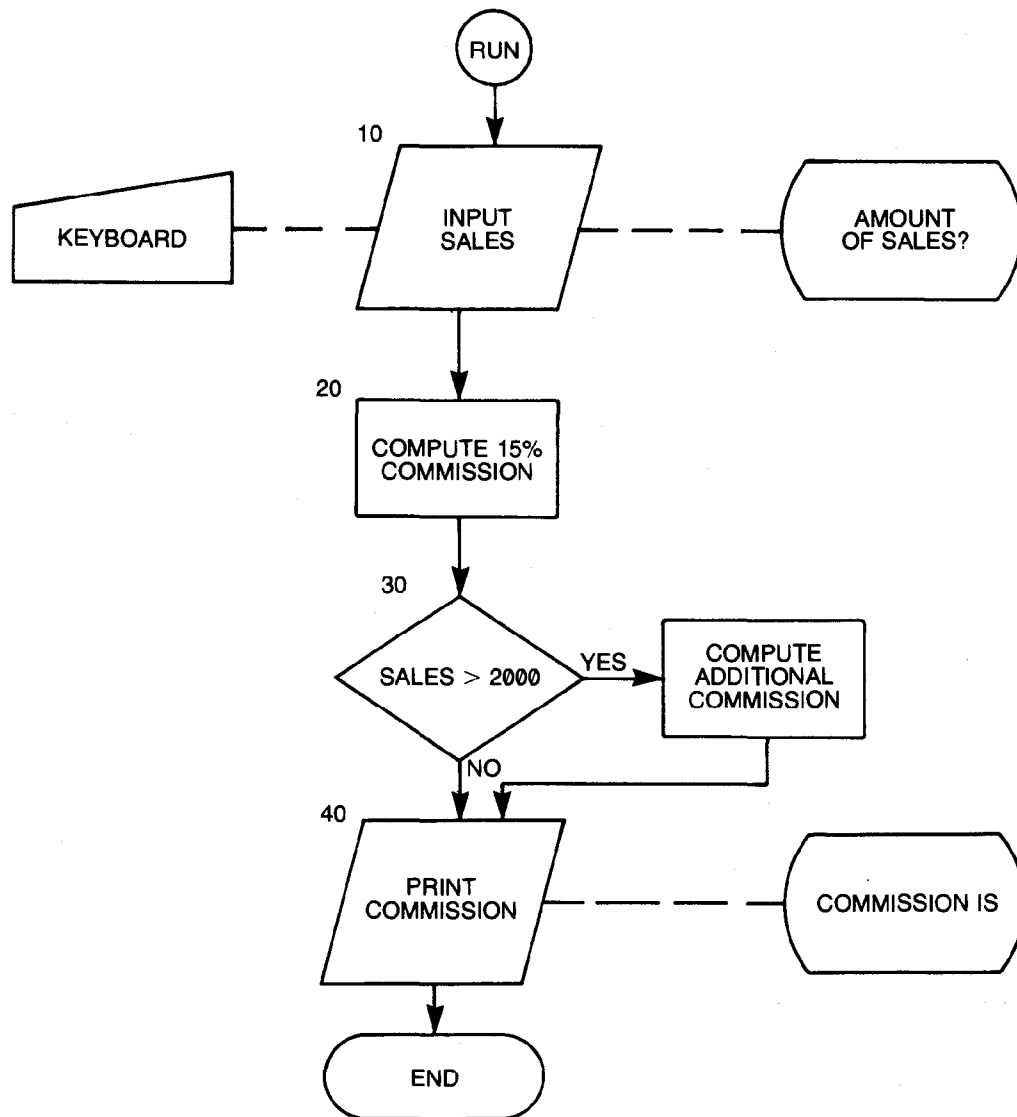 RUN
10
INPUT
SALES
KEYBOARD
AMOUNT
OF SALES?
20
COMPUTE 15%
COMMISSION
30
SALES > 2000
YES
COMPUTE
ADDITIONAL
COMMISSION
NO
40
PRINT
COMMISSION
COMMISSION IS
END